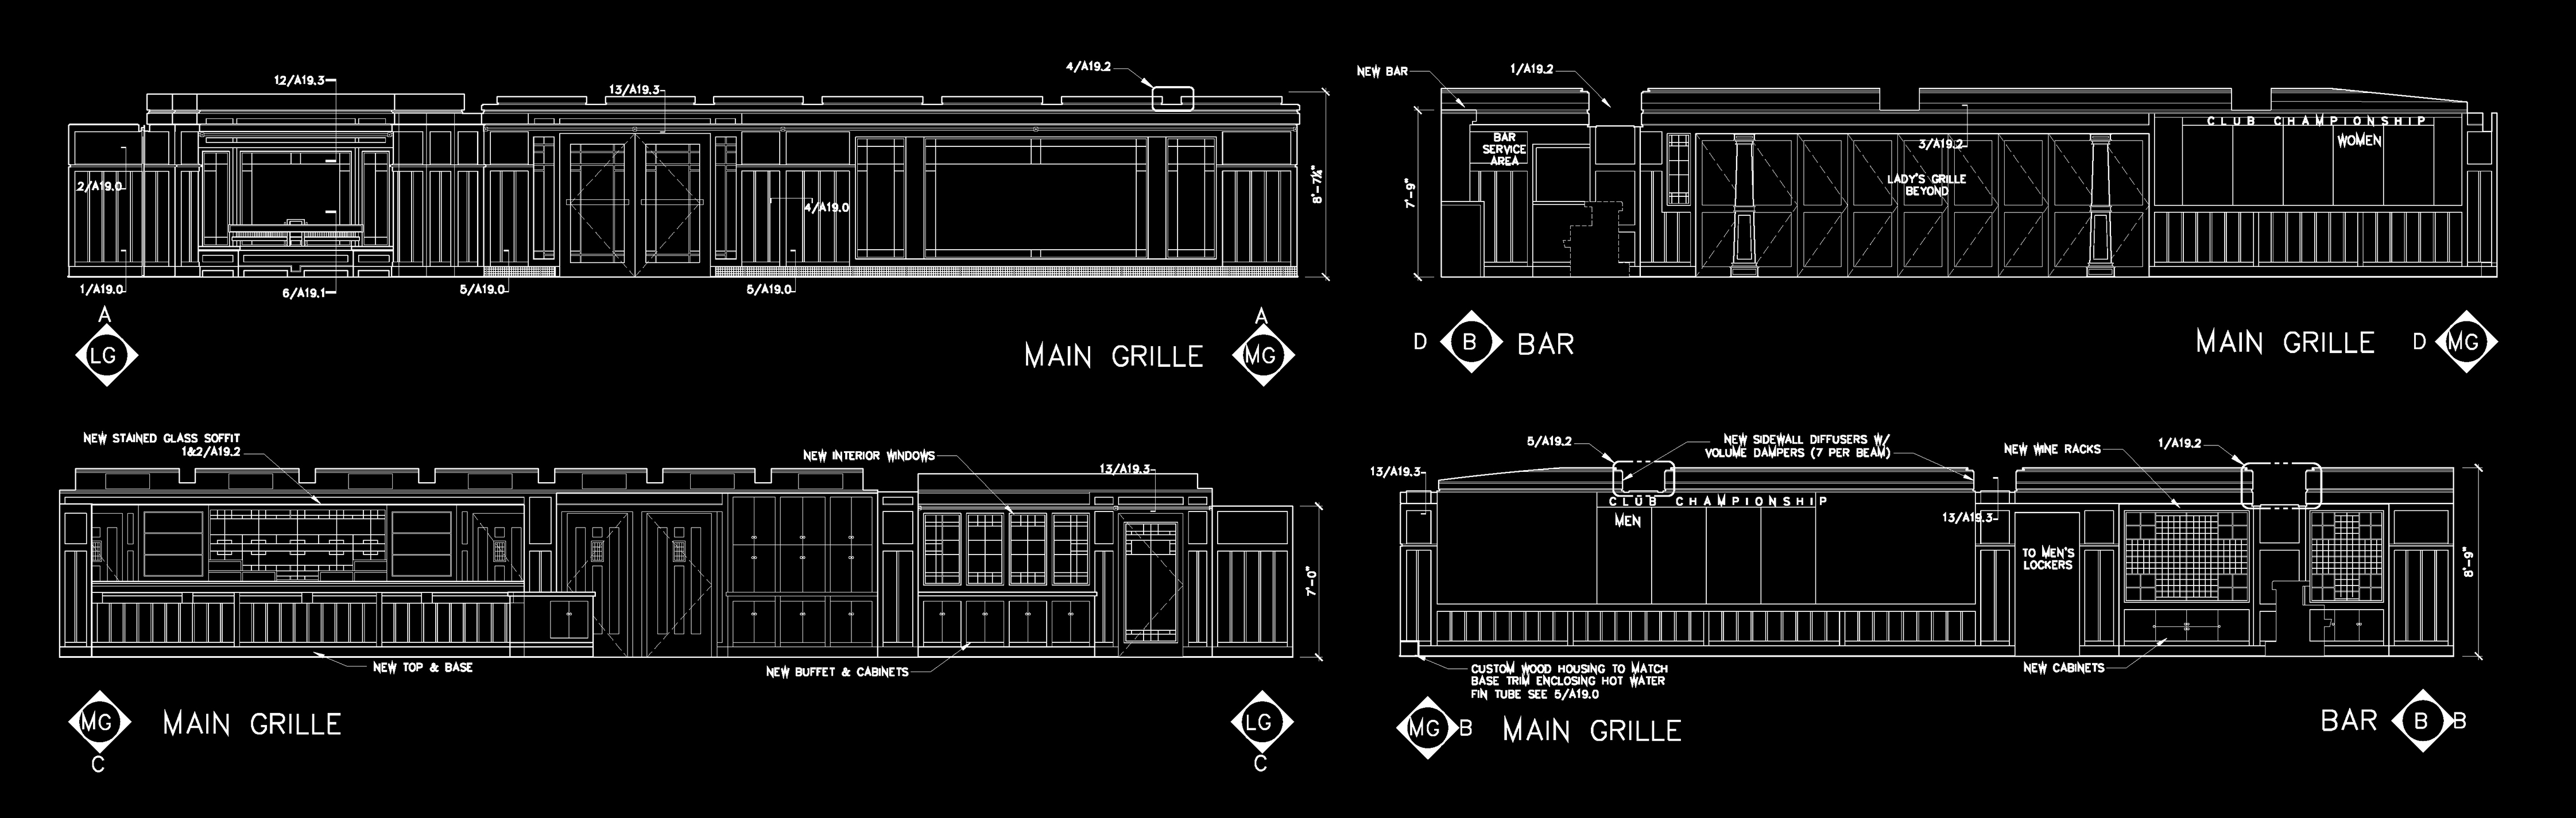 12/A19.3
13/A19.3
4/A19.2
2/A19.0
4/A19.0
8'-7¼"
1/A19.0
6/A19.1
5/A19.0
5/A19.0
A
LG
MAIN GRILLE
A
MG
NEW BAR
1/A19.2
BAR
SERVICE
AREA
7'-9"
3/A19.2
LADY'S GRILLE
BEYOND
CLUB CHAMPIONSHIP
WOMEN
D
B
BAR
MAIN GRILLE
D
MG
NEW STAINED GLASS SOFFIT
1&2/A19.2
NEW INTERIOR WINDOWS
13/A19.3
7'-0"
NEW TOP & BASE
NEW BUFFET & CABINETS
MG
C
MAIN GRILLE
LG
C
13/A19.3
5/A19.2
NEW SIDEWALL DIFFUSERS W/
VOLUME DAMPERS (7 PER BEAM)
NEW WINE RACKS
1/A19.2
CLUB CHAMPIONSHIP
MEN
13/A19.3
TO MEN'S
LOCKERS
8'-9"
CUSTOM WOOD HOUSING TO MATCH
BASE TRIM ENCLOSING HOT WATER
FIN TUBE SEE 5/A19.0
NEW CABINETS
MG
B
MAIN GRILLE
BAR
B
B